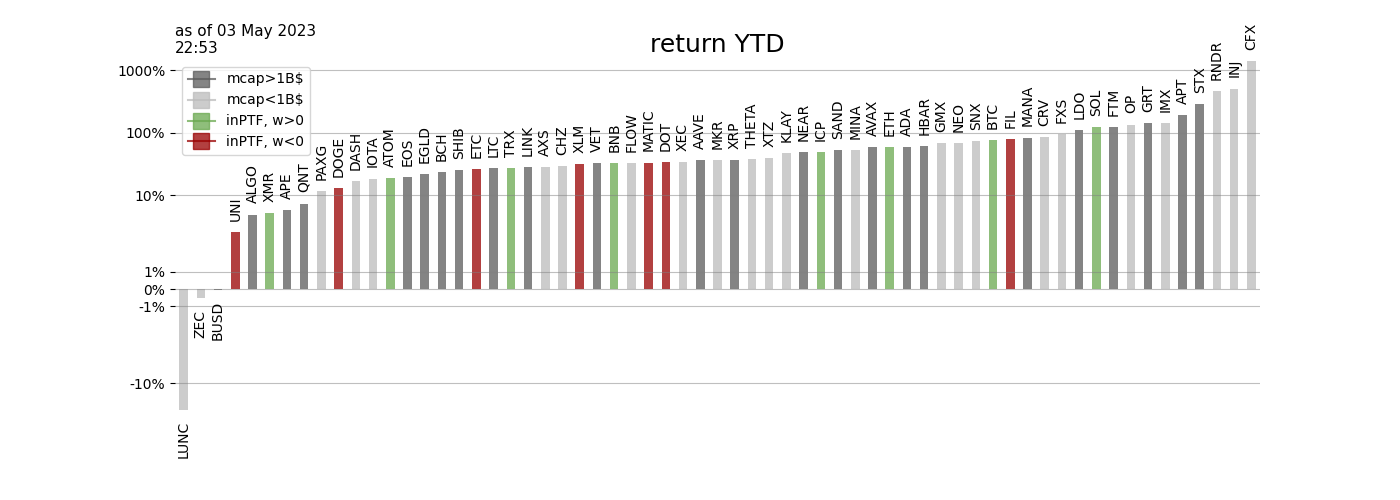 as of 03 May 2023
22:53
return YTD
mcap>1B$
mcap<1B$
inPTF, w>0
inPTF, w<0
1000%
100%
10%
1%
0%
-1%
-10%
LUNC
ZEC
BUSD
UNI
ALGO
XMR
APE
QNT
PAXG
DOGE
DASH
IOTA
ATOM
EOS
EGLD
BCH
SHIB
ETC
LTC
TRX
LINK
AXS
CHZ
XLM
VET
BNB
FLOW
MATIC
DOT
XEC
AAVE
MKR
XRP
THETA
XTZ
KLAY
NEAR
ICP
SAND
MINA
AVAX
ETH
ADA
HBAR
GMX
NEO
SNX
BTC
FIL
MANA
CRV
FXS
LDO
SOL
FTM
OP
GRT
IMX
APT
STX
RNDR
INJ
CFX